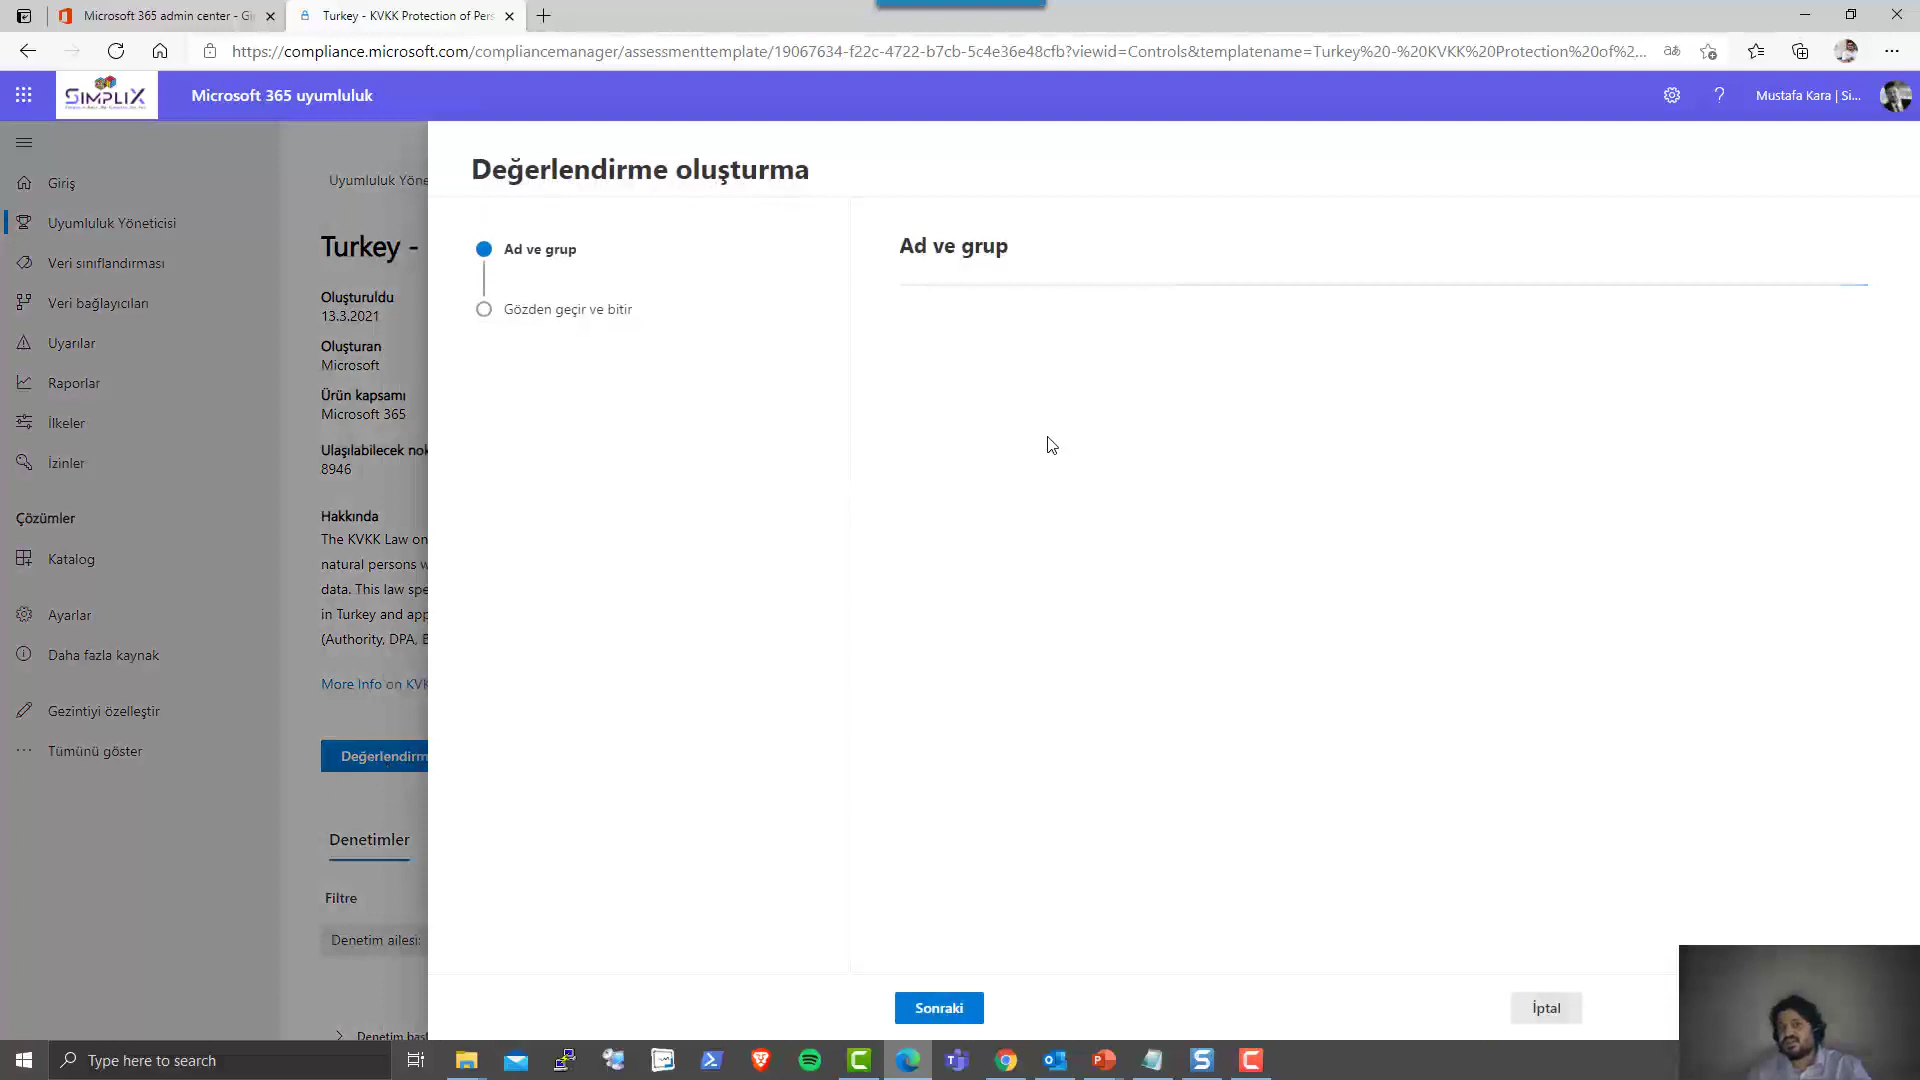 Microsoft 365 admin center - Gi
Turkey - KVKK Protection of Pers
https://compliance.microsoft.com/compliancemanager/assessmenttemplate/19067634-f22c-4722-b7cb-5c4e36e48cfb?viewid=Controls&templatename=Turkey%20-%20KVKK%20Protection%20of%2...
SIMPLIX
Microsoft 365 uyumluluk
Mustafa Kara | Si...
Değerlendirme oluşturma
Giriş
Uyumluluk Yöneticisi
Veri sınıflandırması
Veri bağlayıcıları
Uyarılar
Raporlar
İlkeler
İzinler
Çözümler
Katalog
Ayarlar
Daha fazla kaynak
Gezintiyi özelleştir
Tümünü göster
Uyumluluk Yöne
Turkey -
Oluşturuldu
13.3.2021
Oluşturan
Microsoft
Ürün kapsamı
Microsoft 365
Ulaşılabilecek nok
8946
Hakkında
The KVKK Law on
natural persons w
data. This law spe
in Turkey and app
(Authority, DPA, B
More Info on KVK
Değerlendirm
Denetimler
Filtre
Denetim ailesi:
Denetim başl
Ad ve grup
Gözden geçir ve bitir
Ad ve grup
Sonraki
İptal
Type here to search